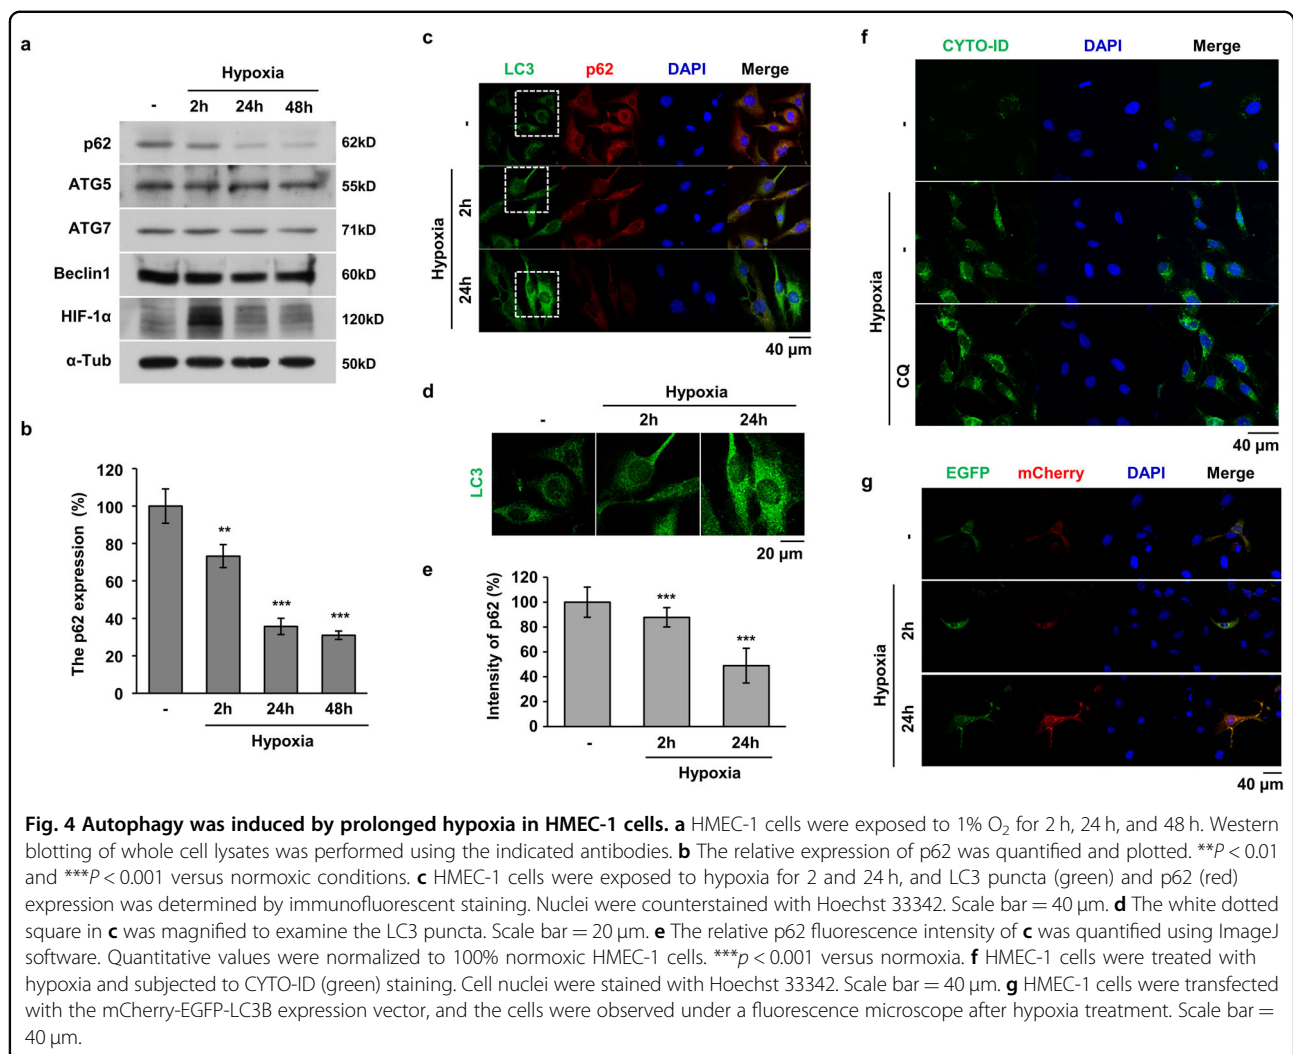 a
Hypoxia
- 2h 24h 48h
p62 62kD
ATG5 55kD
ATG7 71kD
Beclin1 60kD
HIF-1α 120kD
α-Tub 50kD
b
The p62 expression (%)
120
100
80
60
40
20
0
** *** ***
- 2h 24h 48h
Hypoxia
c
LC3 p62 DAPI Merge
-
2h
24h
Hypoxia
40 µm
d
Hypoxia
- 2h 24h
LC3
20 µm
e
Intensity of p62 (%)
120
100
80
60
40
20
0
*** ***
- 2h 24h
Hypoxia
f
CYTO-ID DAPI Merge
-
-
CQ
Hypoxia
40 µm
g
EGFP mCherry DAPI Merge
-
2h
24h
Hypoxia
40 µm
Fig. 4 Autophagy was induced by prolonged hypoxia in HMEC-1 cells. a HMEC-1 cells were exposed to 1% O₂ for 2 h, 24 h, and 48 h. Western
blotting of whole cell lysates was performed using the indicated antibodies. b The relative expression of p62 was quantified and plotted. **P < 0.01
and ***P < 0.001 versus normoxic conditions. c HMEC-1 cells were exposed to hypoxia for 2 and 24 h, and LC3 puncta (green) and p62 (red)
expression was determined by immunofluorescent staining. Nuclei were counterstained with Hoechst 33342. Scale bar = 40 µm. d The white dotted
square in c was magnified to examine the LC3 puncta. Scale bar = 20 µm. e The relative p62 fluorescence intensity of c was quantified using ImageJ
software. Quantitative values were normalized to 100% normoxic HMEC-1 cells. ***p < 0.001 versus normoxia. f HMEC-1 cells were treated with
hypoxia and subjected to CYTO-ID (green) staining. Cell nuclei were stained with Hoechst 33342. Scale bar = 40 µm. g HMEC-1 cells were transfected
with the mCherry-EGFP-LC3B expression vector, and the cells were observed under a fluorescence microscope after hypoxia treatment. Scale bar =
40 µm.